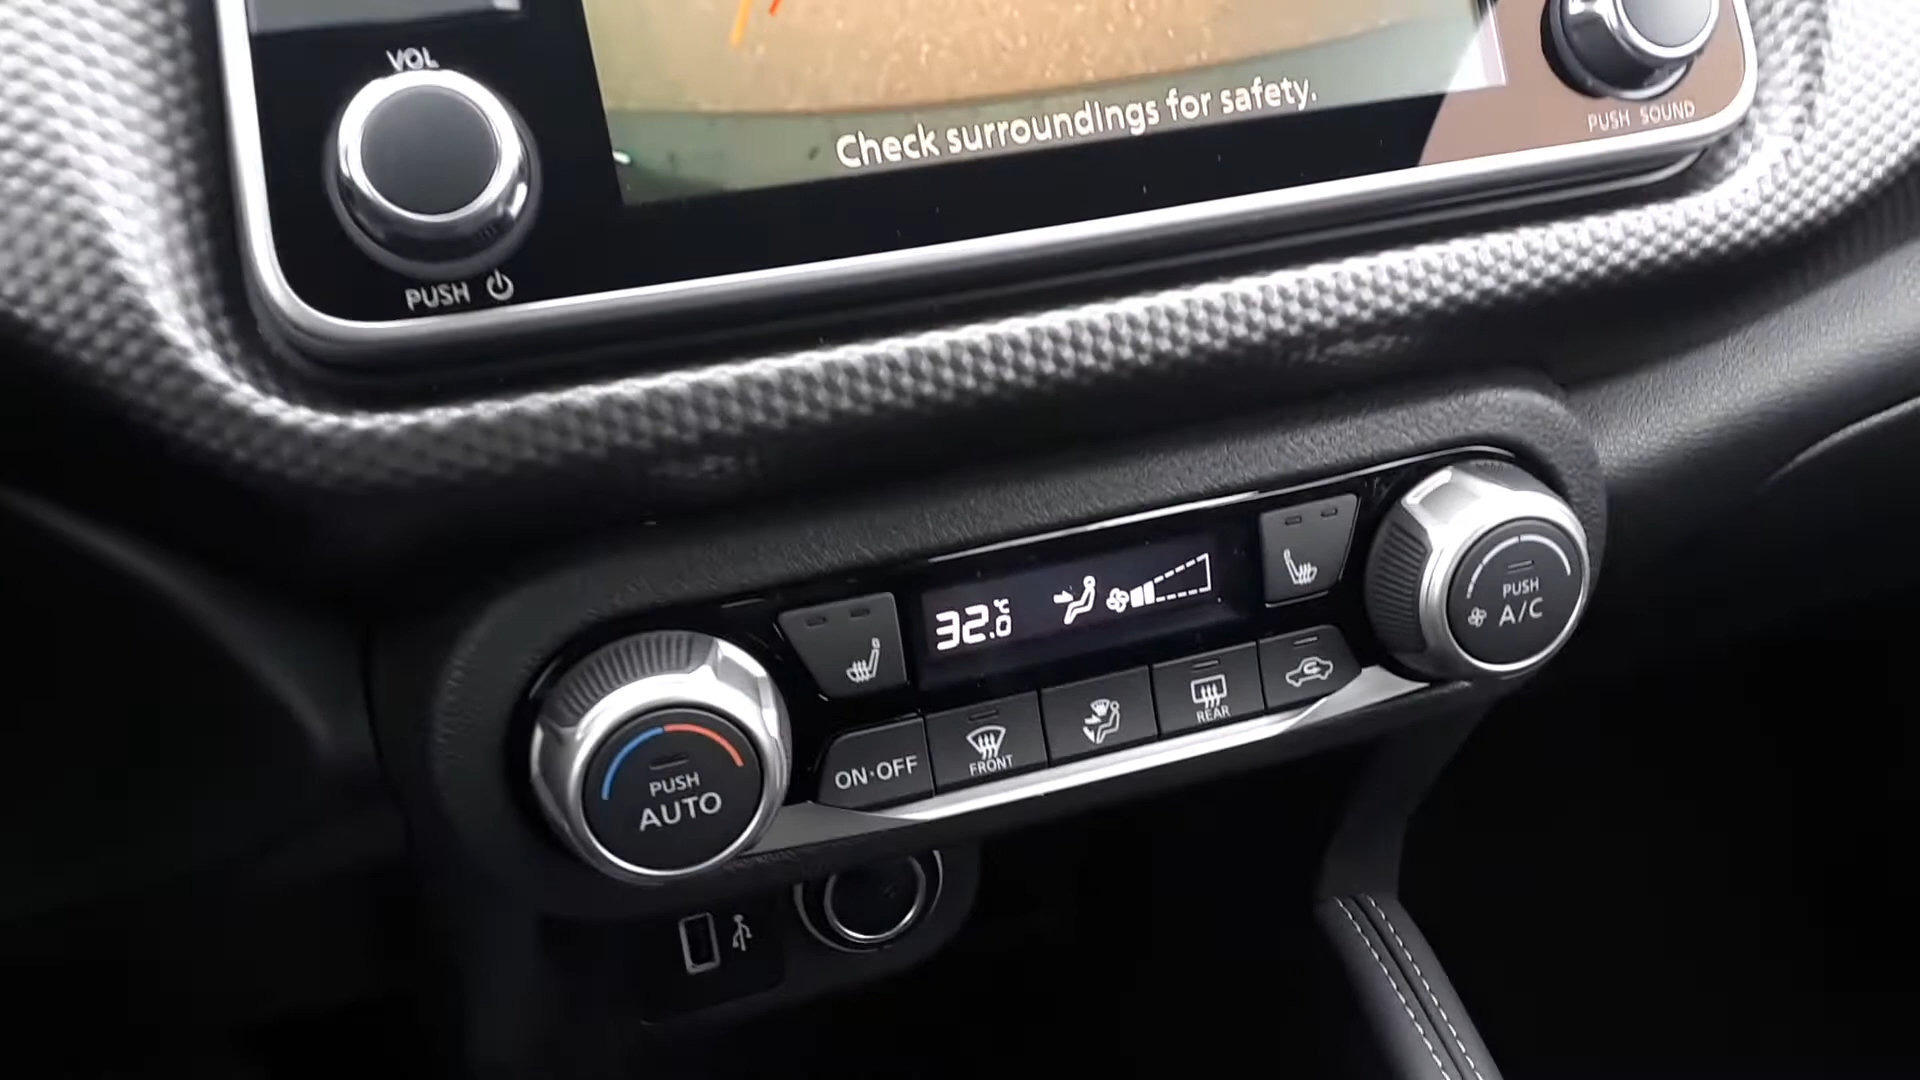 VOL
PUSH
Check surroundings for safety.
PUSH SOUND
32.0 °C
PUSH
A/C
PUSH
AUTO
ON·OFF
FRONT
REAR